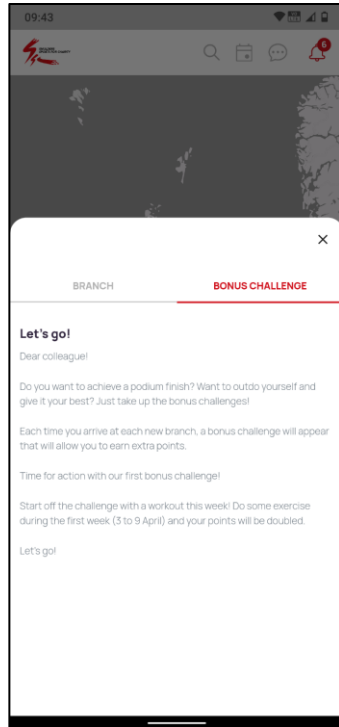 09:43
6
BRANCH
BONUS CHALLENGE
Let's go!
Dear colleague!
Do you want to achieve a podium finish? Want to outdo yourself and
give it your best? Just take up the bonus challenges!
Each time you arrive at each new branch, a bonus challenge will appear
that will allow you to earn extra points.
Time for action with our first bonus challenge!
Start off the challenge with a workout this week! Do some exercise
during the first week (3 to 9 April) and your points will be doubled.
Let's go!